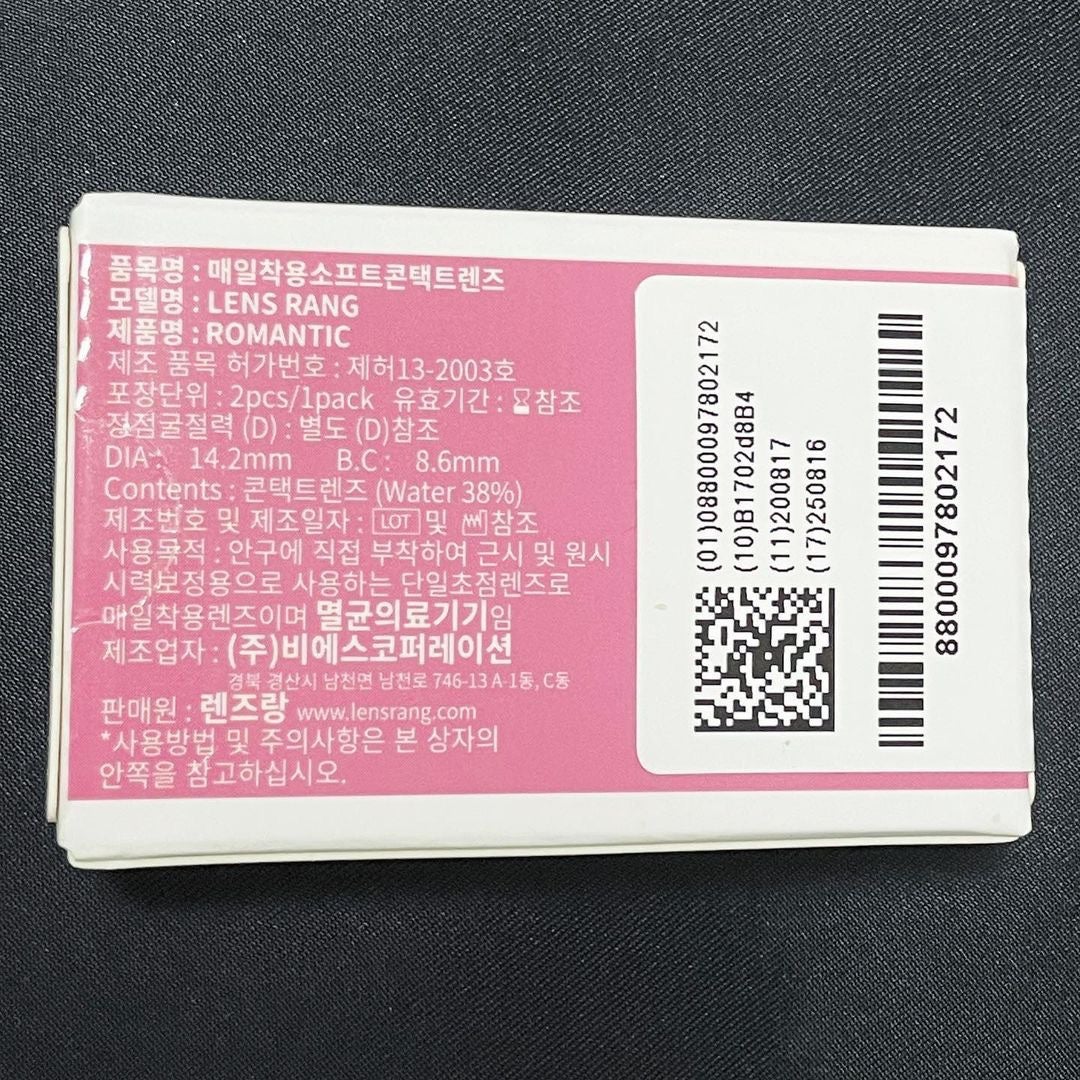 품목명 : 매일착용소프트콘택트렌즈
모델명 : LENS RANG
제품명 : ROMANTIC
제조 품목 허가번호 : 제허13-2003호
포장단위 : 2pcs/1pack 유효기간 : 참조
정점굴절력 (D) : 별도 (D)참조
DIA : 14.2mm B.C : 8.6mm
Contents : 콘택트렌즈 (Water 38%)
제조번호 및 제조일자 : LOT 및 참조
사용목적 : 안구에 직접 부착하여 근시 및 원시
시력보정용으로 사용하는 단일초점렌즈로
매일착용렌즈이며 멸균의료기기임
제조업자 : (주)비에스코퍼레이션
경북 경산시 남천면 남천로 746-13 A-1동, C동
판매원 : 렌즈랑 www.lensrang.com
*사용방법 및 주의사항은 본 상자의
안쪽을 참고하십시오.
(01)08800097802172
(10)B1702d8B4
(11)200817
(17)250816
8800097802172